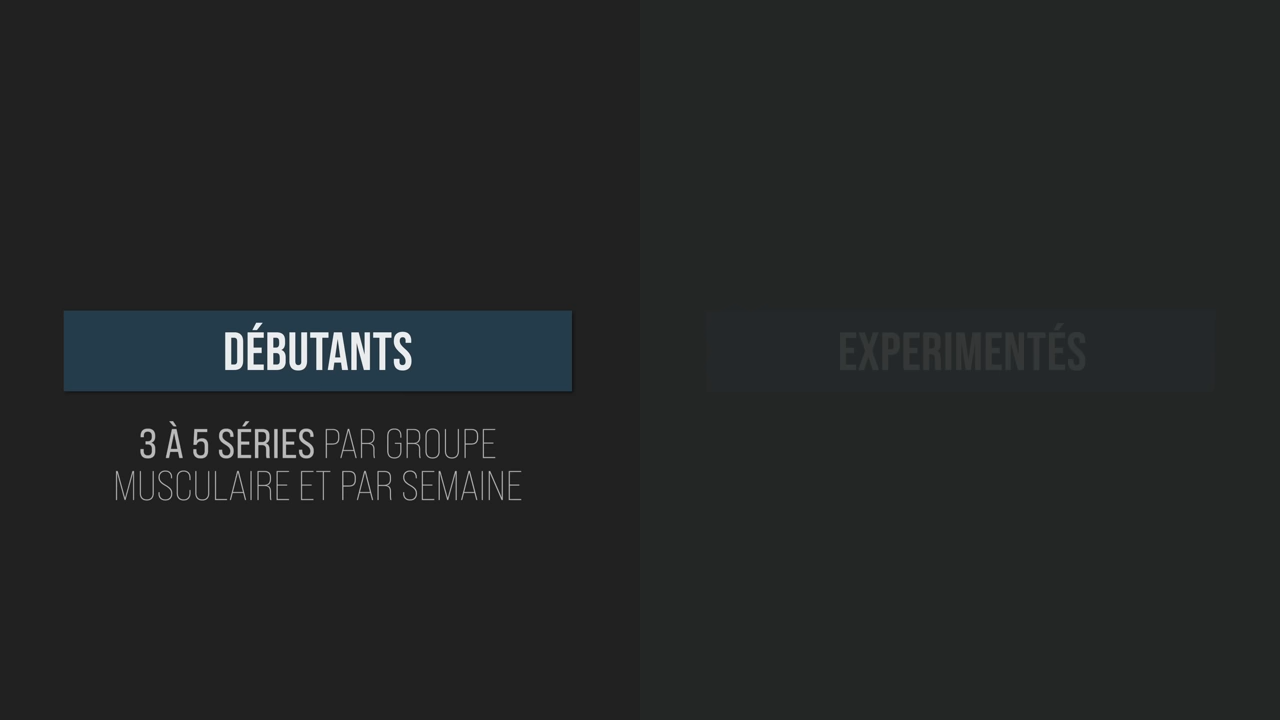 DÉBUTANTS
3 À 5 SÉRIES PAR GROUPE
MUSCULAIRE ET PAR SEMAINE
EXPERIMENTÉS